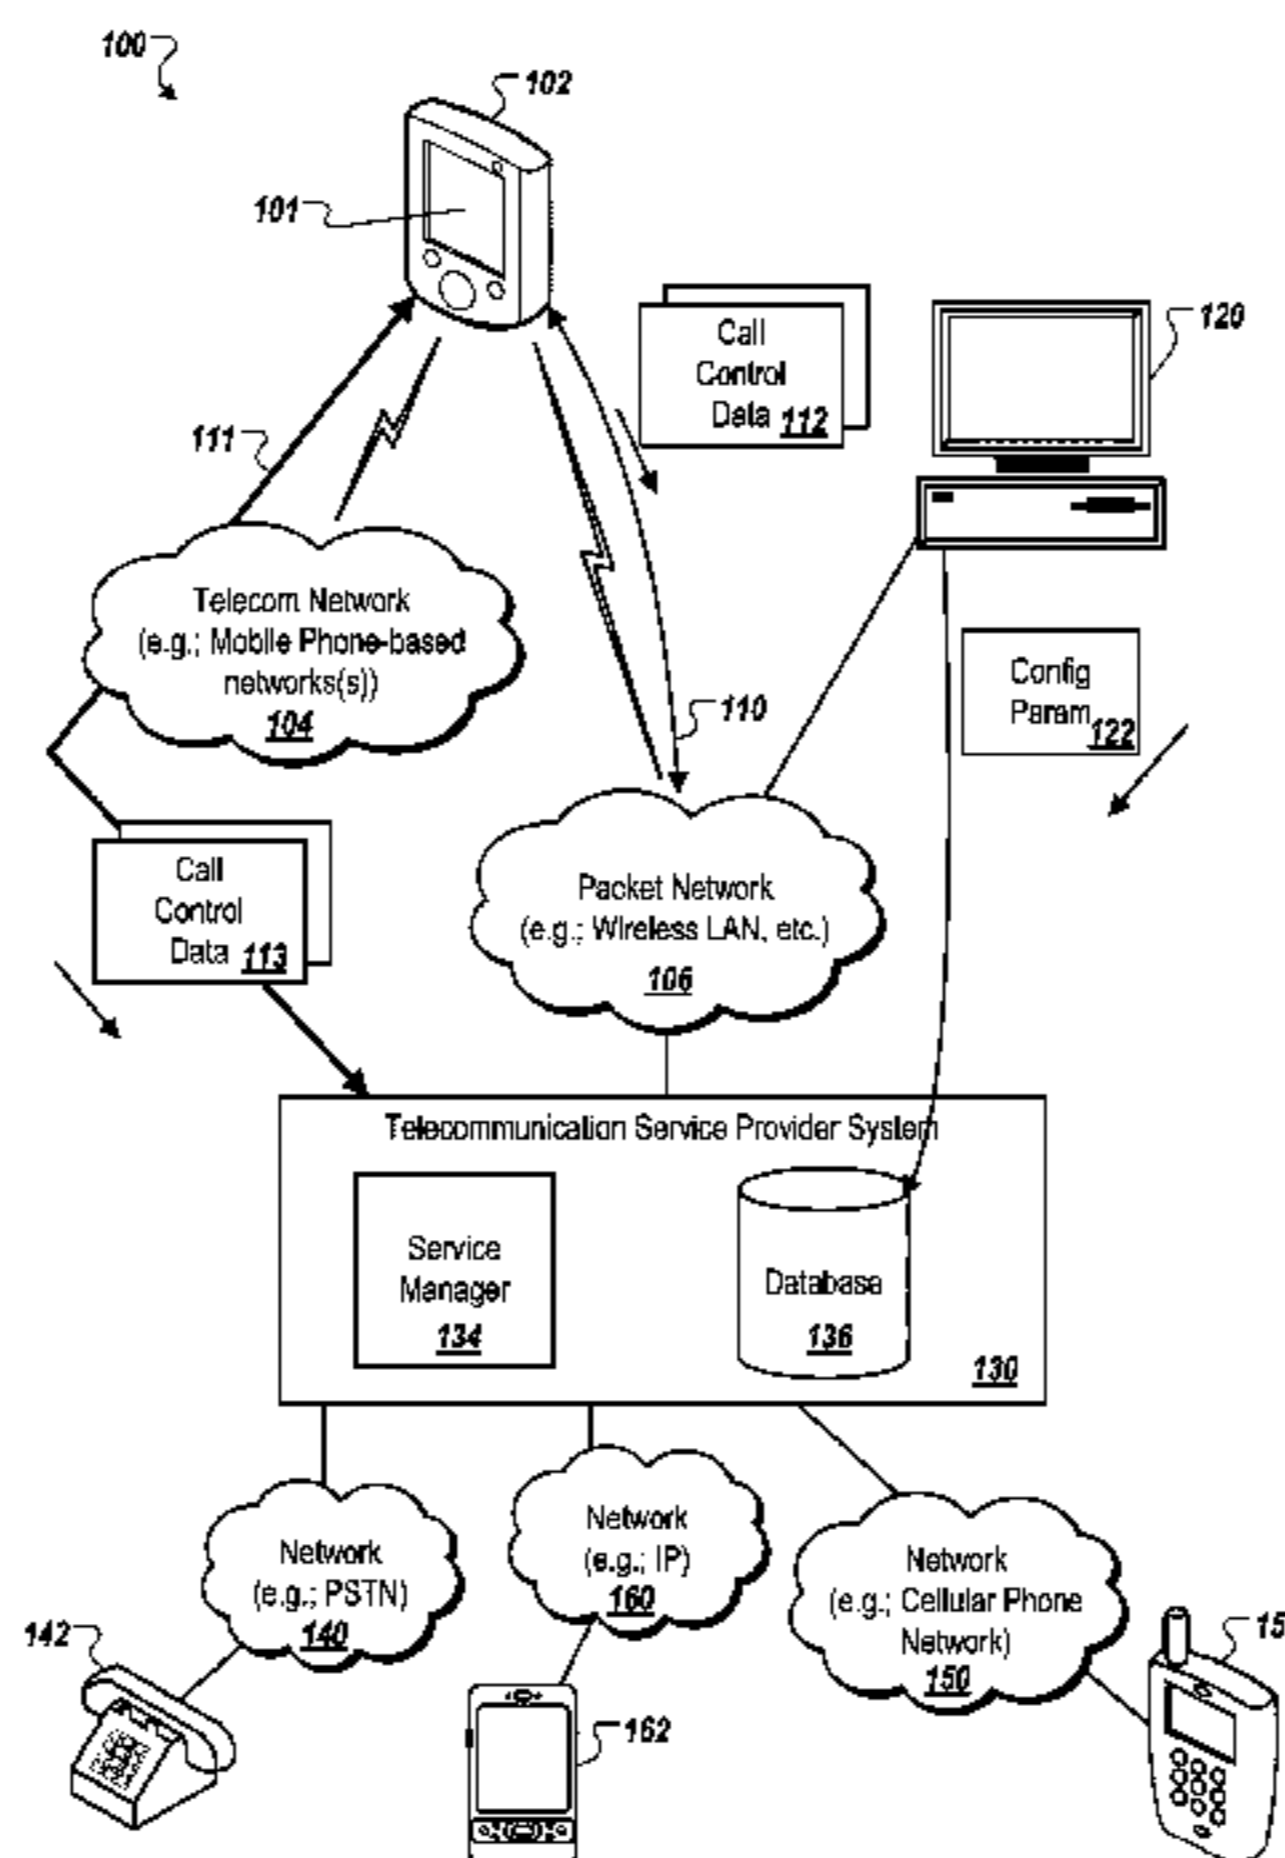 100
102
101
Call
Control
Data 112
120
111
Telecom Network
(e.g.; Mobile Phone-based
networks(s))
104
110
Config
Param
122
Call
Control
Data 113
Packet Network
(e.g.; Wireless LAN, etc.)
106
Telecommunication Service Provider System
Service
Manager
134
Database
136
130
Network
(e.g.; PSTN)
140
Network
(e.g.; IP)
160
Network
(e.g.; Cellular Phone
Network)
150
142
162
15